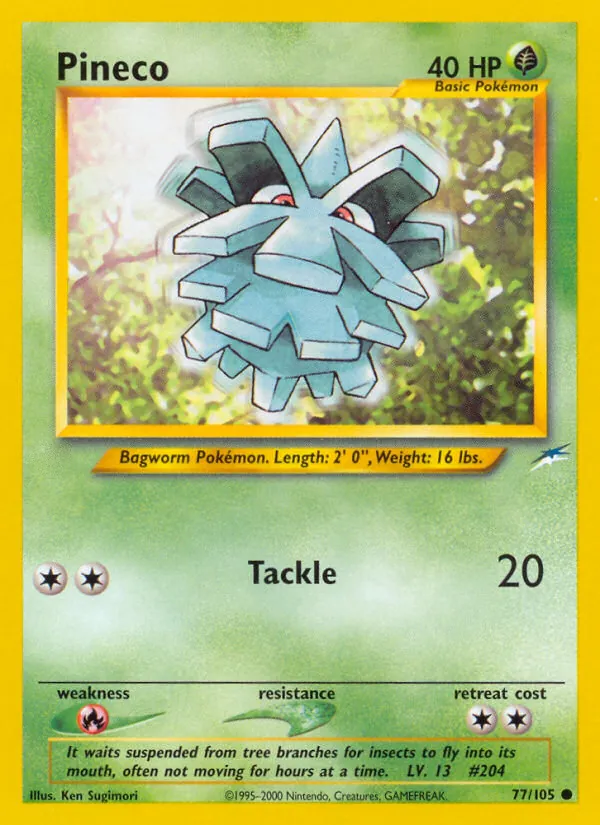 Pineco
40 HP
Basic Pokémon
Bagworm Pokémon. Length: 2' 0", Weight: 16 lbs.
Tackle 20
weakness resistance retreat cost
It waits suspended from tree branches for insects to fly into its
mouth, often not moving for hours at a time. LV. 13 #204
Illus. Ken Sugimori ©1995-2000 Nintendo, Creatures, GAMEFREAK. 77/105